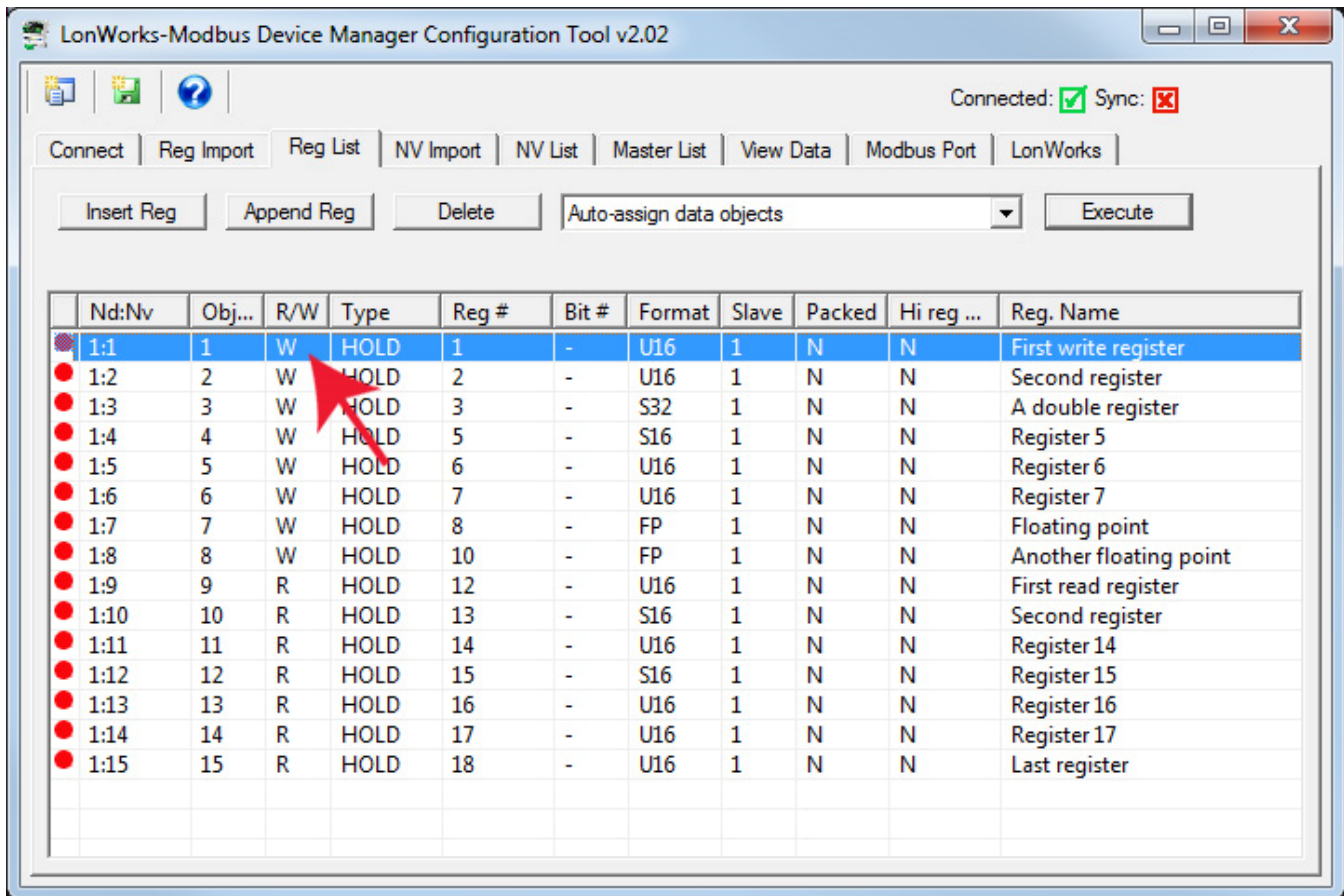 LonWorks-Modbus Device Manager Configuration Tool v2.02
Connected: Sync:
Connect Reg Import Reg List NV Import NV List Master List View Data Modbus Port LonWorks
Insert Reg Append Reg Delete Auto-assign data objects Execute
Nd:Nv Obj... R/W Type Reg # Bit # Format Slave Packed Hi reg ... Reg. Name
1:1 1 W HOLD 1 - U16 1 N N First write register
1:2 2 W HOLD 2 - U16 1 N N Second register
1:3 3 W HOLD 3 - S32 1 N N A double register
1:4 4 W HOLD 5 - S16 1 N N Register 5
1:5 5 W HOLD 6 - U16 1 N N Register 6
1:6 6 W HOLD 7 - U16 1 N N Register 7
1:7 7 W HOLD 8 - FP 1 N N Floating point
1:8 8 W HOLD 10 - FP 1 N N Another floating point
1:9 9 R HOLD 12 - U16 1 N N First read register
1:10 10 R HOLD 13 - S16 1 N N Second register
1:11 11 R HOLD 14 - U16 1 N N Register 14
1:12 12 R HOLD 15 - S16 1 N N Register 15
1:13 13 R HOLD 16 - U16 1 N N Register 16
1:14 14 R HOLD 17 - U16 1 N N Register 17
1:15 15 R HOLD 18 - U16 1 N N Last register